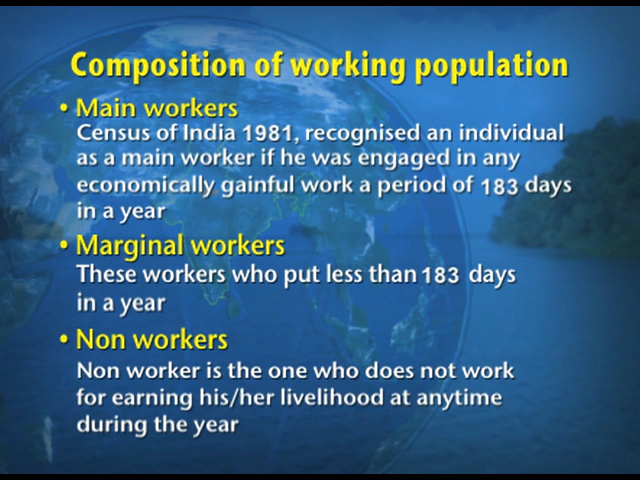 Composition of working population
• Main workers
Census of India 1981, recognised an individual
as a main worker if he was engaged in any
economically gainful work a period of 183 days
in a year
• Marginal workers
These workers who put less than 183 days
in a year
• Non workers
Non worker is the one who does not work
for earning his/her livelihood at anytime
during the year